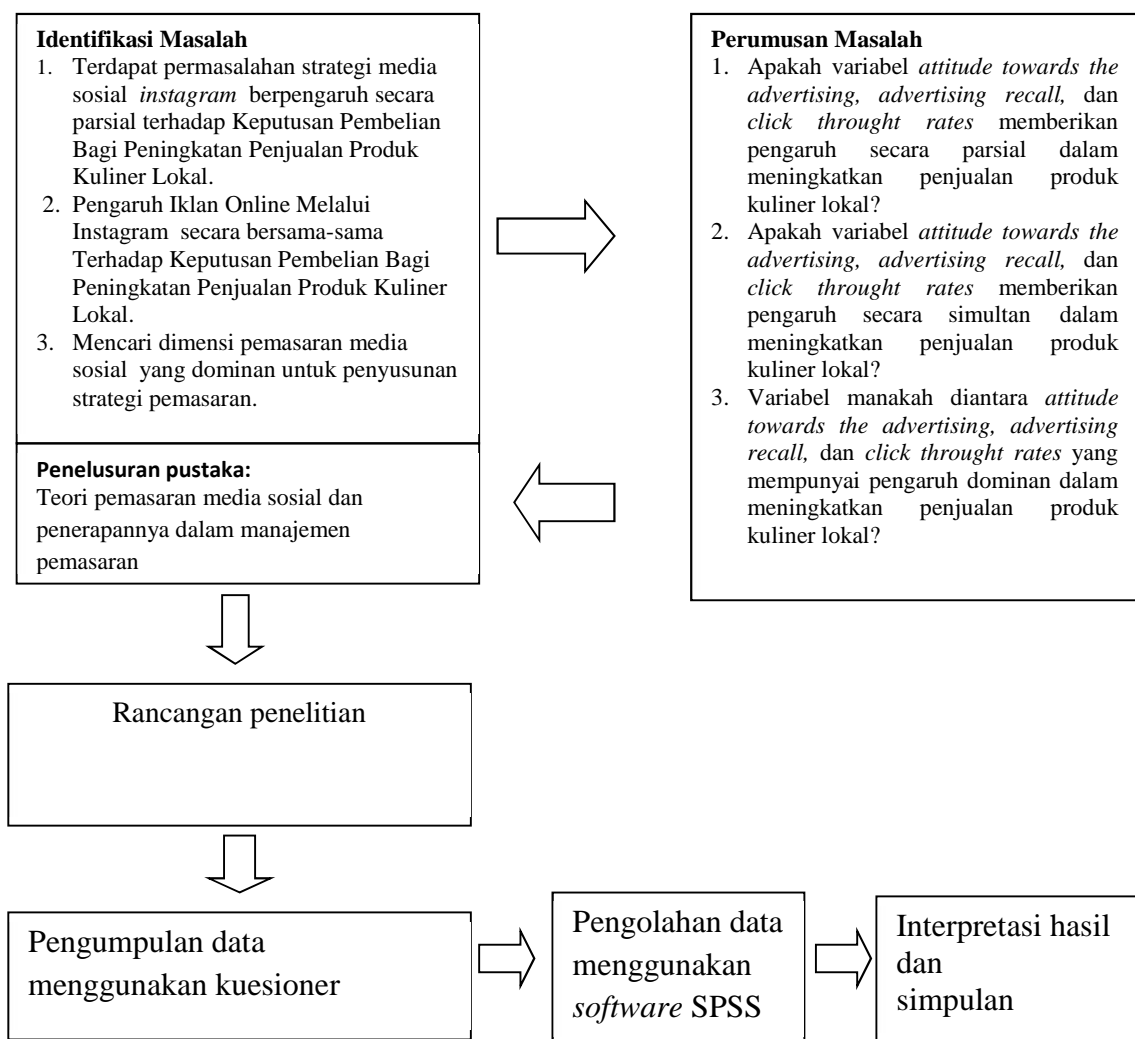 Identifikasi Masalah
1. Terdapat permasalahan strategi media
sosial instagram berpengaruh secara
parsial terhadap Keputusan Pembelian
Bagi Peningkatan Penjualan Produk
Kuliner Lokal.
2. Pengaruh Iklan Online Melalui
Instagram secara bersama-sama
Terhadap Keputusan Pembelian Bagi
Peningkatan Penjualan Produk Kuliner
Lokal.
3. Mencari dimensi pemasaran media
sosial yang dominan untuk penyusunan
strategi pemasaran.
Perumusan Masalah
1. Apakah variabel attitude towards the
advertising, advertising recall, dan
click throught rates memberikan
pengaruh secara parsial dalam
meningkatkan penjualan produk
kuliner lokal?
2. Apakah variabel attitude towards the
advertising, advertising recall, dan
click throught rates memberikan
pengaruh secara simultan dalam
meningkatkan penjualan produk
kuliner lokal?
3. Variabel manakah diantara attitude
towards the advertising, advertising
recall, dan click throught rates yang
mempunyai pengaruh dominan dalam
meningkatkan penjualan produk
kuliner lokal?
Penelusuran pustaka:
Teori pemasaran media sosial dan
penerapannya dalam manajemen
pemasaran
Rancangan penelitian
Pengumpulan data
menggunakan kuesioner
Pengolahan data
menggunakan
software SPSS
Interpretasi hasil
dan
simpulan